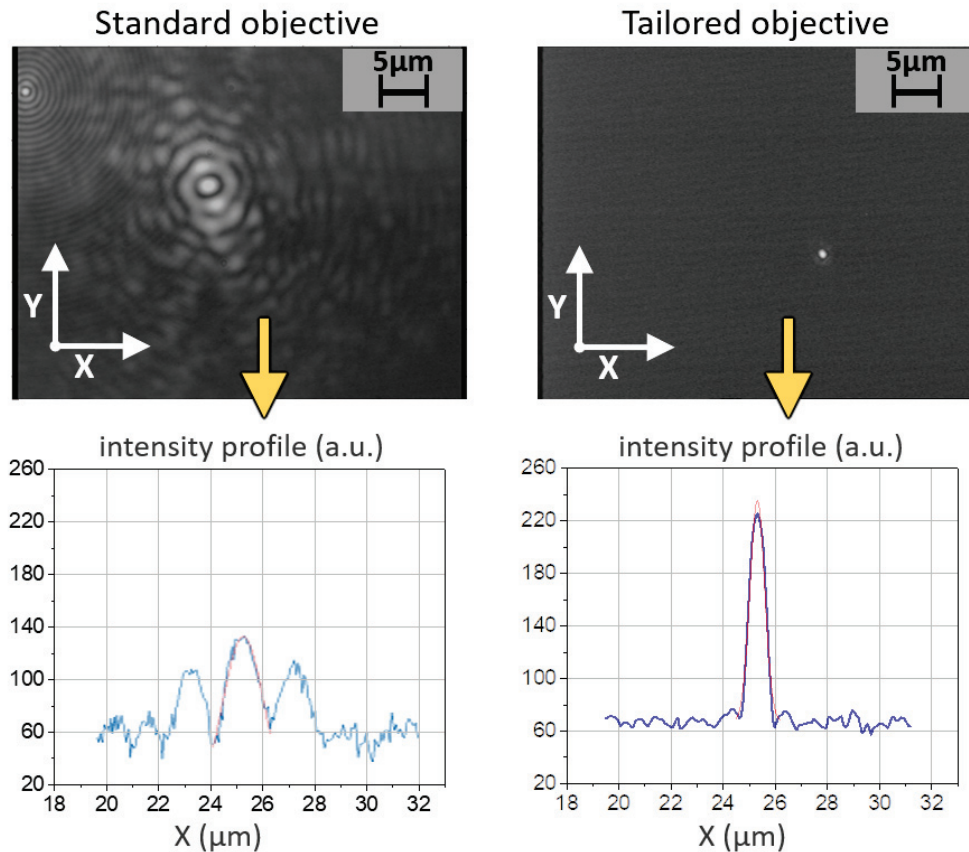 Standard objective
Tailored objective
5µm
5µm
Y
X
Y
X
intensity profile (a.u.)
intensity profile (a.u.)
260
220
180
140
100
60
20
18 20 22 24 26 28 30 32
X (µm)
260
220
180
140
100
60
20
18 20 22 24 26 28 30 32
X (µm)